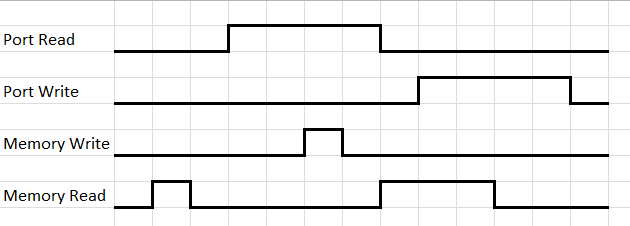 Port Read
Port Write
Memory Write
Memory Read